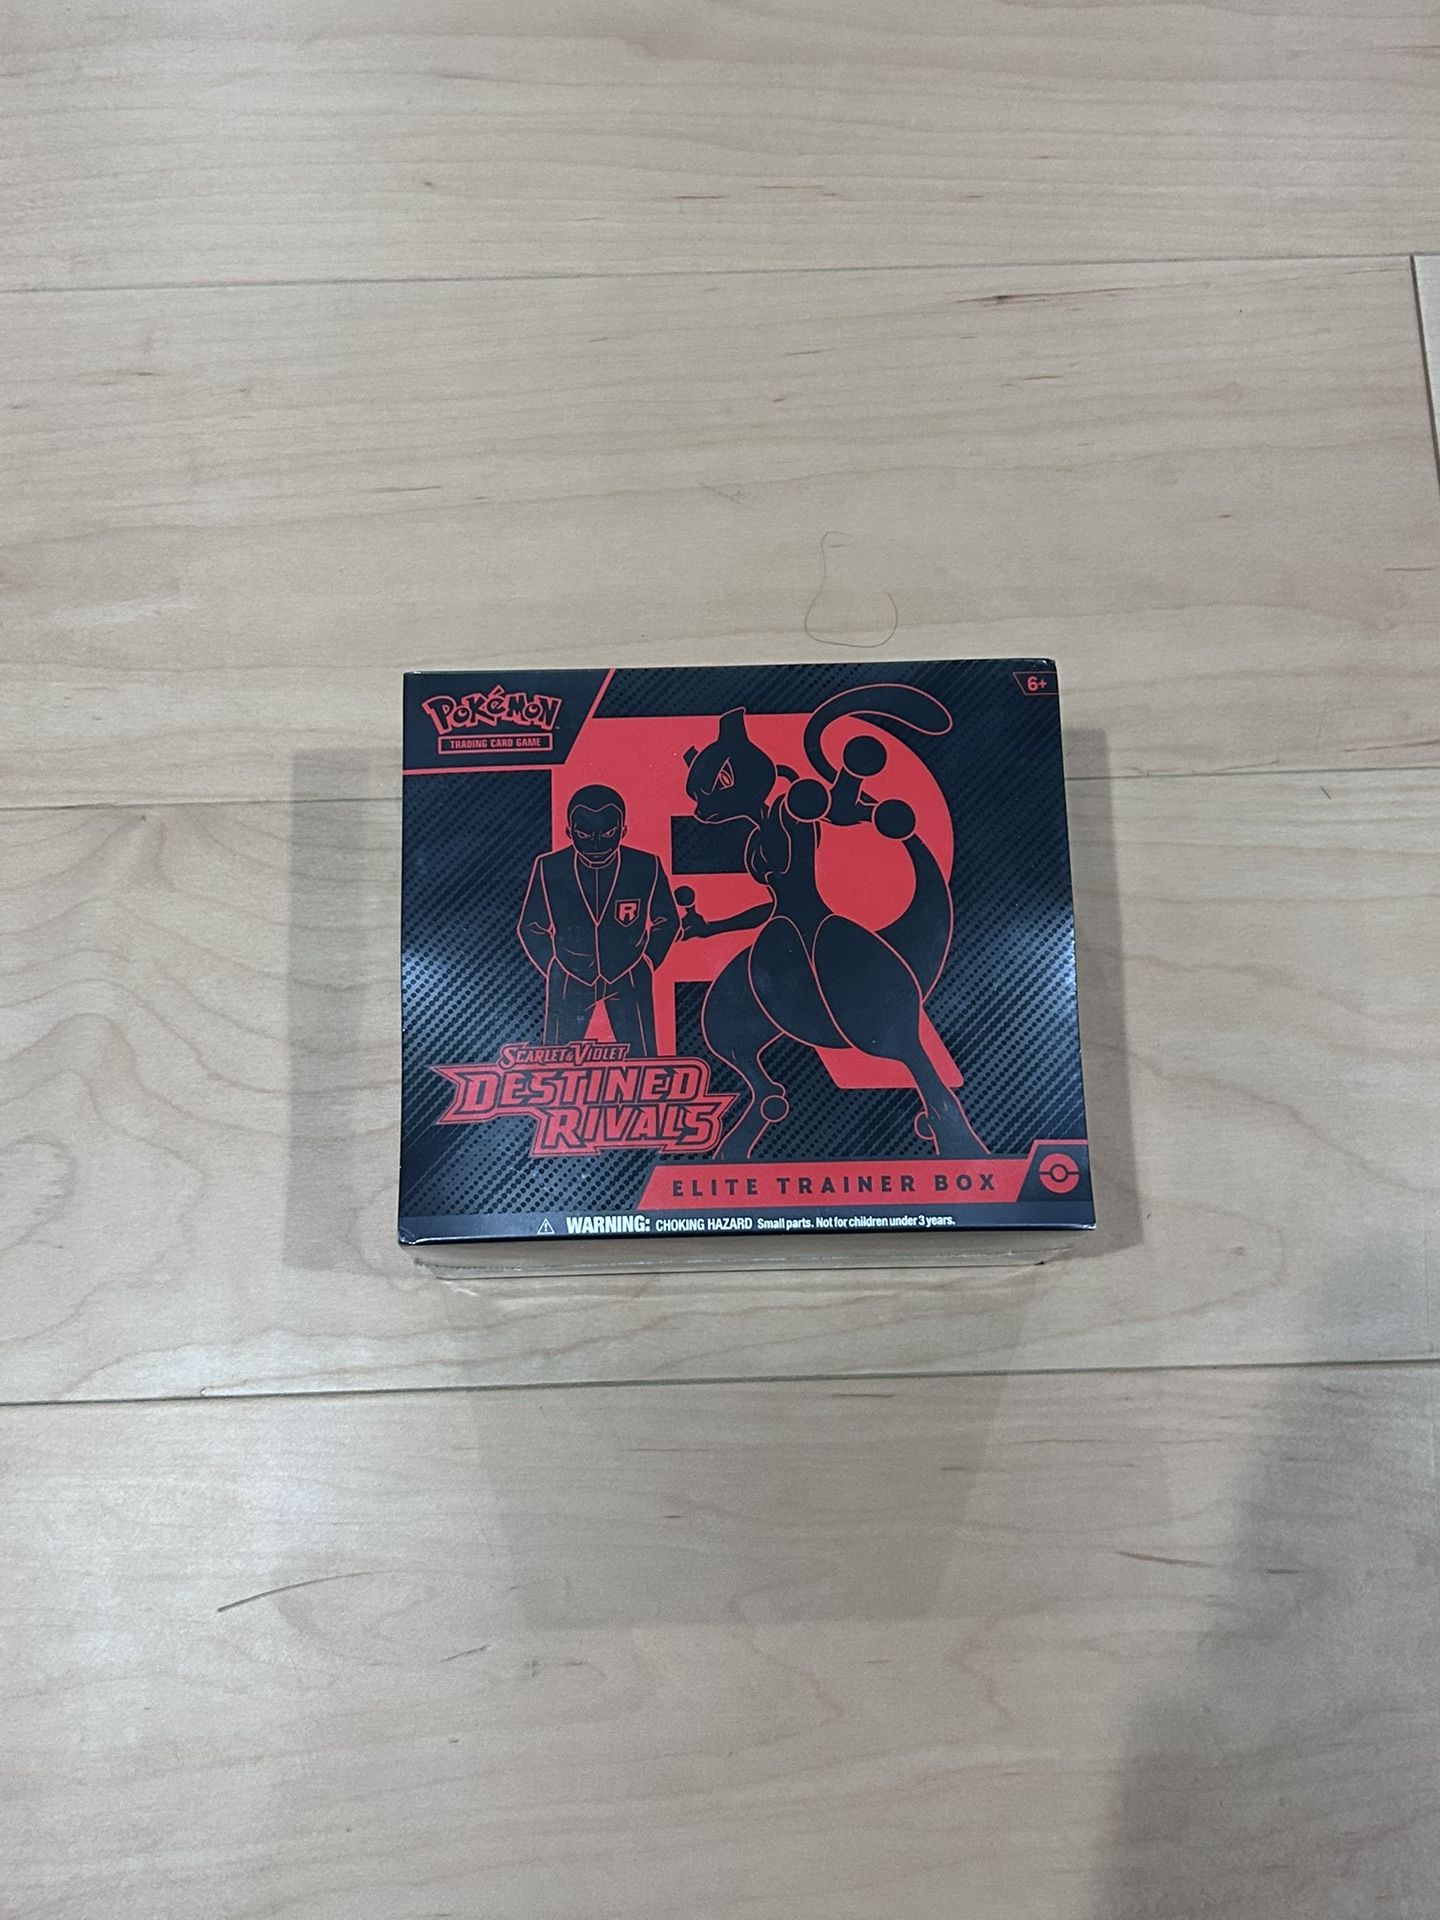 POKÉMON
TRADING CARD GAME
6+
R
SCARLET & VIOLET
DESTINED
RIVALS
ELITE TRAINER BOX
WARNING: CHOKING HAZARD Small parts. Not for children under 3 years.